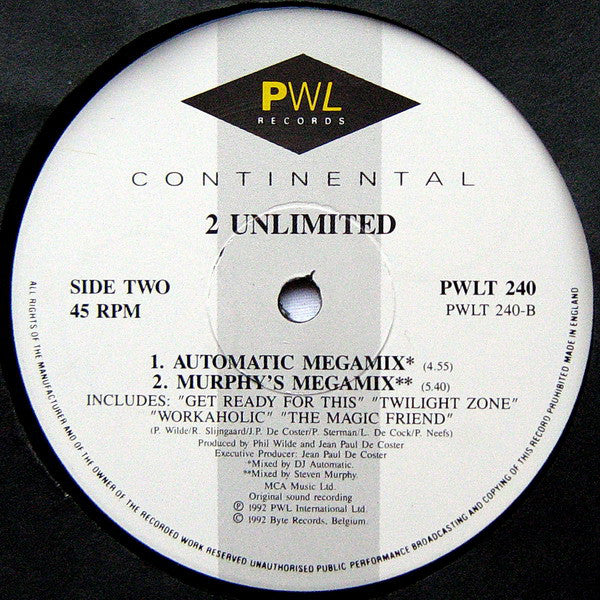 PWL
RECORDS
CONTINENTAL
2 UNLIMITED
SIDE TWO
45 RPM
PWLT 240
PWLT 240-B
1. AUTOMATIC MEGAMIX* (4.55)
2. MURPHY'S MEGAMIX** (5.40)
INCLUDES: "GET READY FOR THIS" "TWILIGHT ZONE"
"WORKAHOLIC" "THE MAGIC FRIEND"
(P. Wilde/R. Slijngaard/J.P. De Coster/P. Sterman/L. De Cock/P. Neefs)
Produced by Phil Wilde and Jean Paul De Coster
Executive Producer: Jean Paul De Coster
*Mixed by DJ Automatic.
**Mixed by Steven Murphy.
MCA Music Ltd.
Original sound recording
Ⓟ 1992 PWL International Ltd.
© 1992 Byte Records, Belgium.
ALL RIGHTS OF THE MANUFACTURER AND OF THE OWNER OF THE RECORDED WORK RESERVED UNAUTHORISED PUBLIC PERFORMANCE BROADCASTING AND COPYING OF THIS RECORD PROHIBITED MADE IN ENGLAND